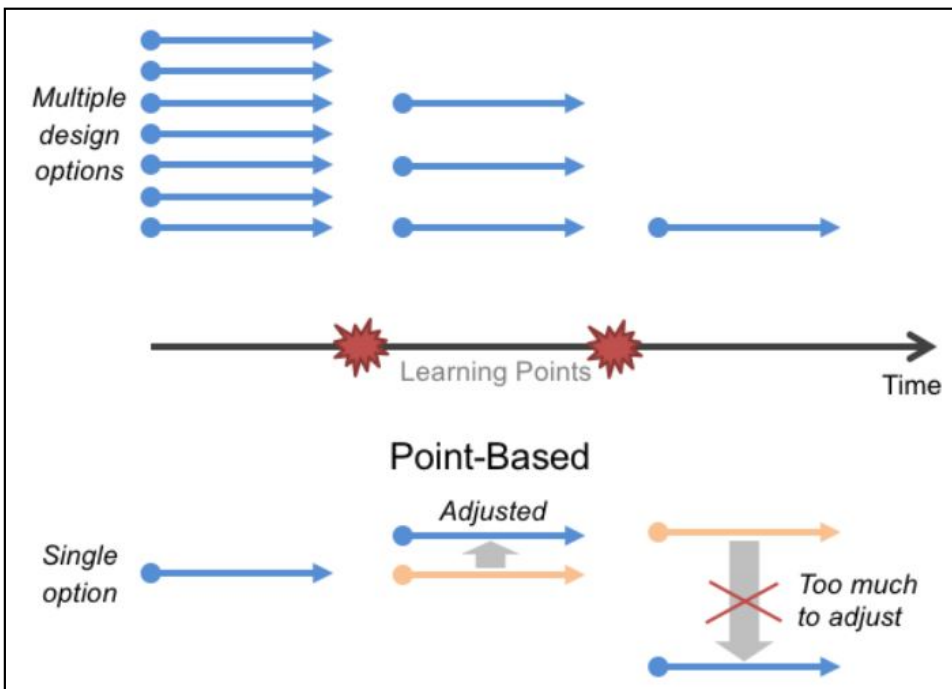 Multiple
design
options
Learning Points
Time
Point-Based
Adjusted
Single
option
Too much
to adjust